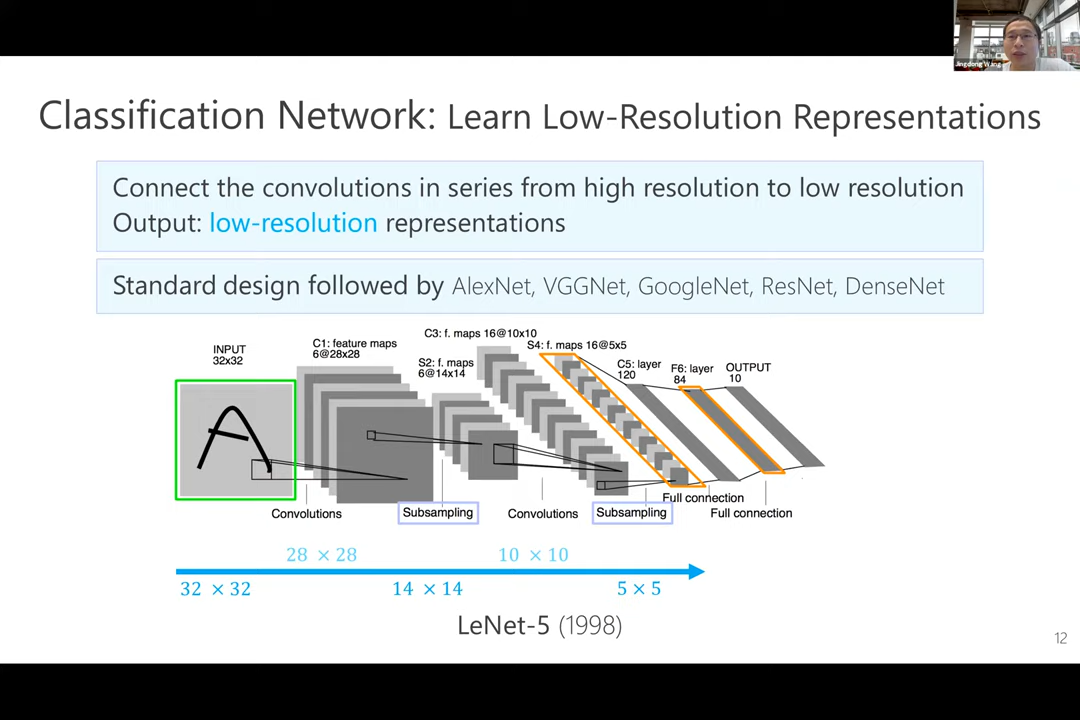 Jingdong Wang
Classification Network: Learn Low-Resolution Representations
Connect the convolutions in series from high resolution to low resolution
Output: low-resolution representations
Standard design followed by AlexNet, VGGNet, GoogleNet, ResNet, DenseNet
INPUT
32x32
C1: feature maps
6@28x28
S2: f. maps
6@14x14
C3: f. maps 16@10x10
S4: f. maps 16@5x5
C5: layer
120
F6: layer
84
OUTPUT
10
A
Convolutions
Subsampling
Convolutions
Subsampling
Full connection
Full connection
28 × 28
10 × 10
32 × 32
14 × 14
5 × 5
LeNet-5 (1998)
12